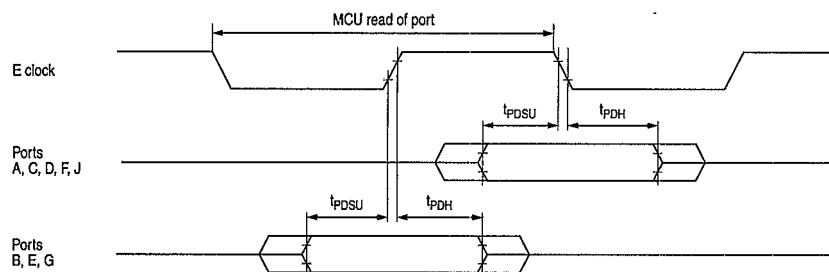 MCU read of port
E clock
tPDSU
tPDH
Ports
A, C, D, F, J
tPDSU
tPDH
Ports
B, E, G